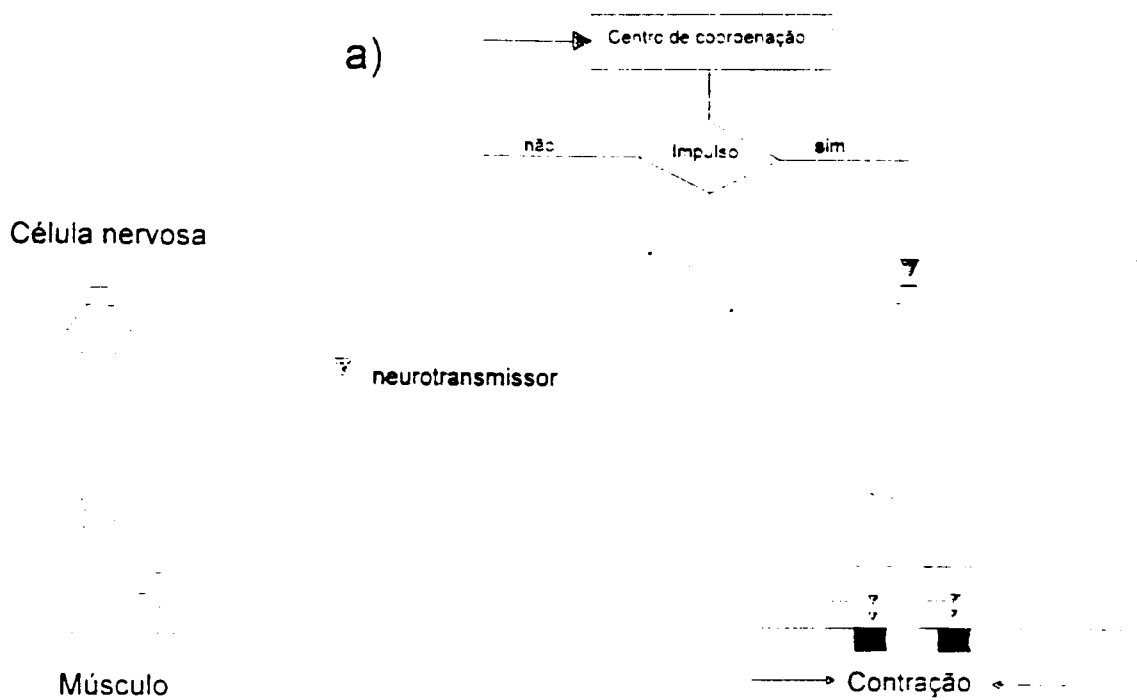 a)
Centro de coordenação
não
Impulso
sim
Célula nervosa
neurotransmissor
Músculo
Contração